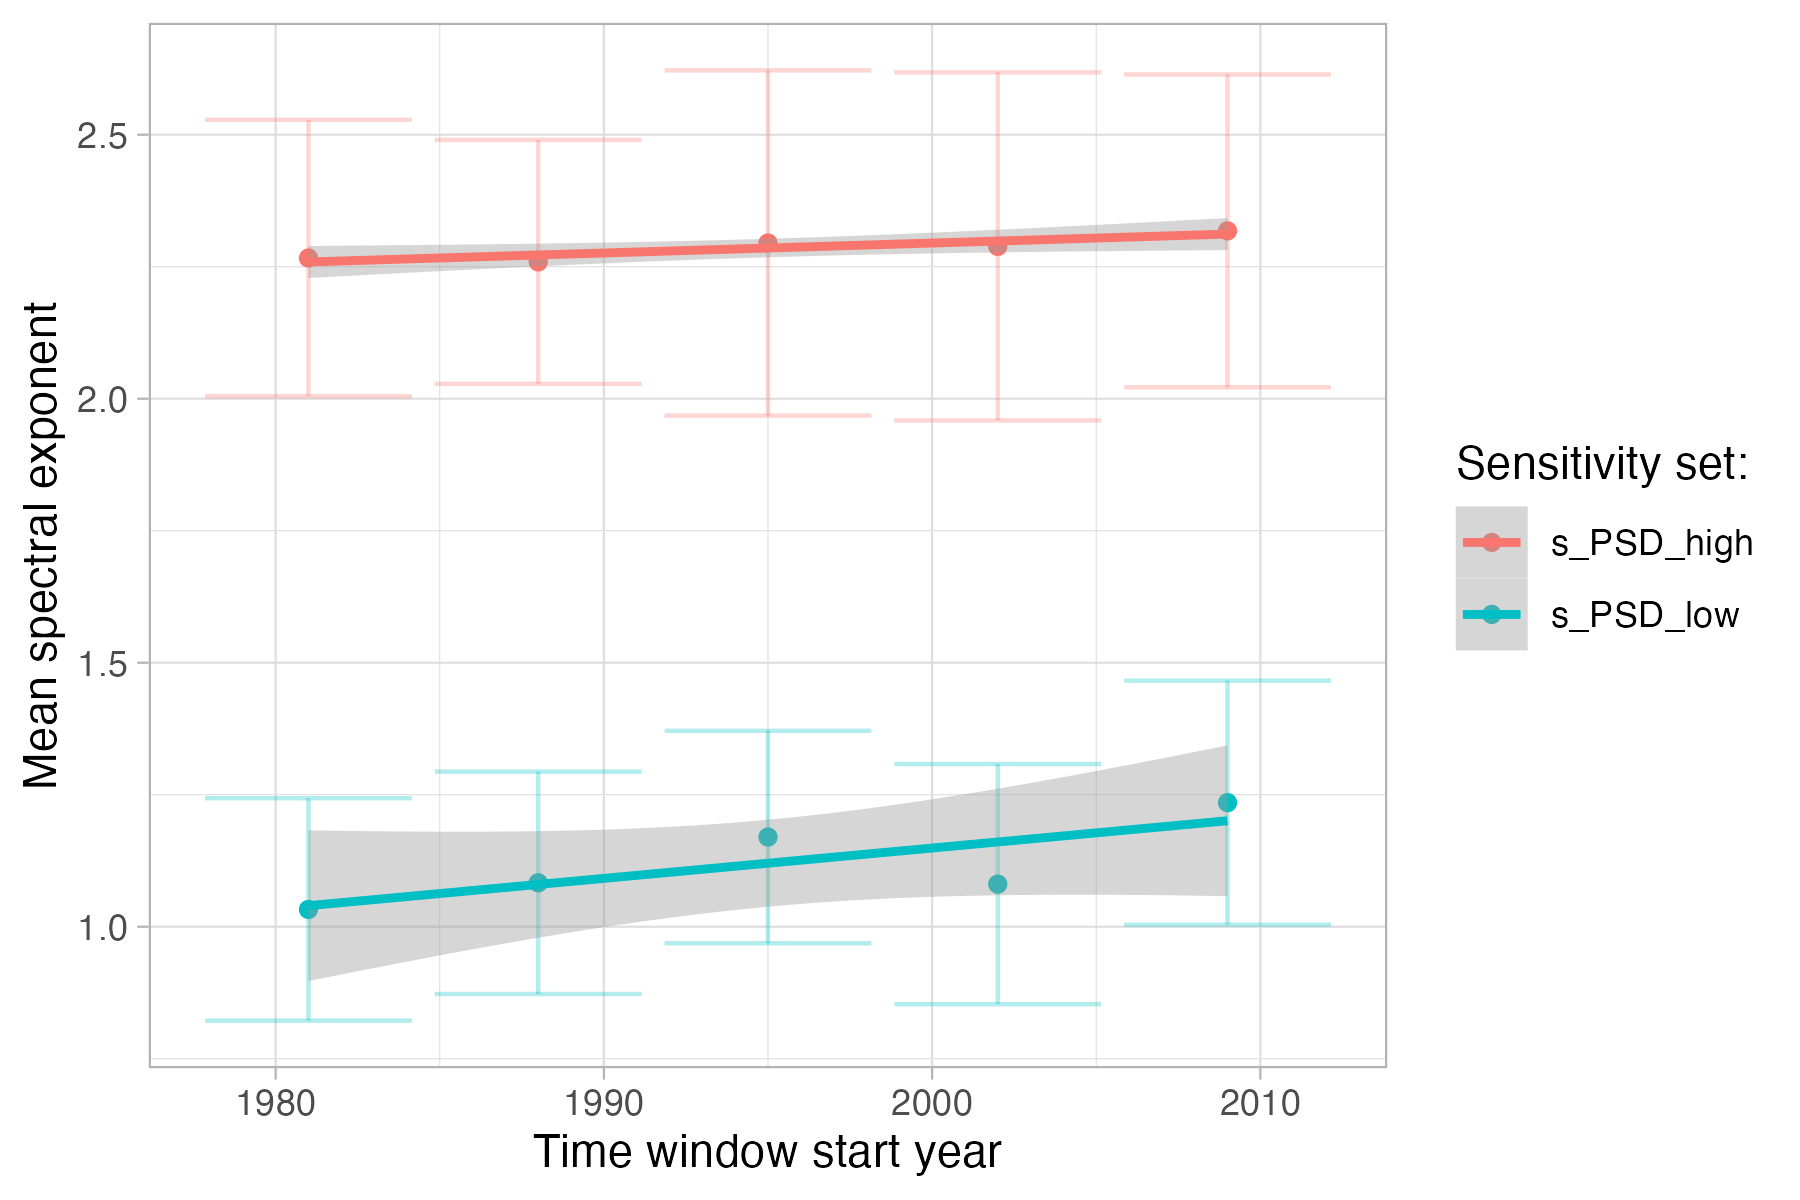 Mean spectral exponent
2.5
2.0
1.5
1.0
1980 1990 2000 2010
Time window start year
Sensitivity set:
s_PSD_high
s_PSD_low